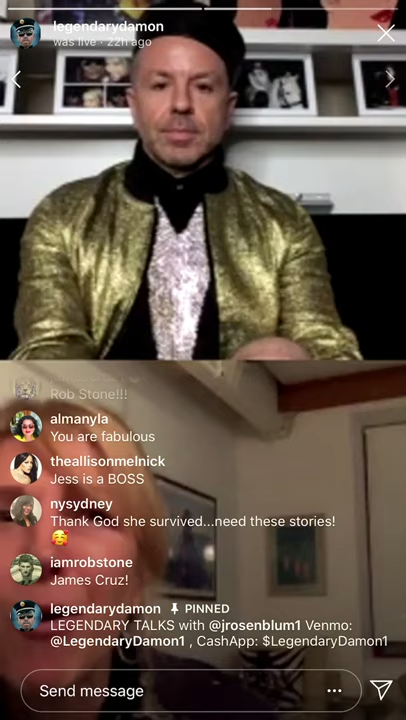 legendarydamon
was live · 22h ago
Rob Stone!!!
almanyla
You are fabulous
theallisonmelnick
Jess is a BOSS
nysydney
Thank God she survived...need these stories!
🥰
iamrobstone
James Cruz!
legendarydamon PINNED
LEGENDARY TALKS with @jrosenblum1 Venmo:
@LegendaryDamon1 , CashApp: $LegendaryDamon1
Send message